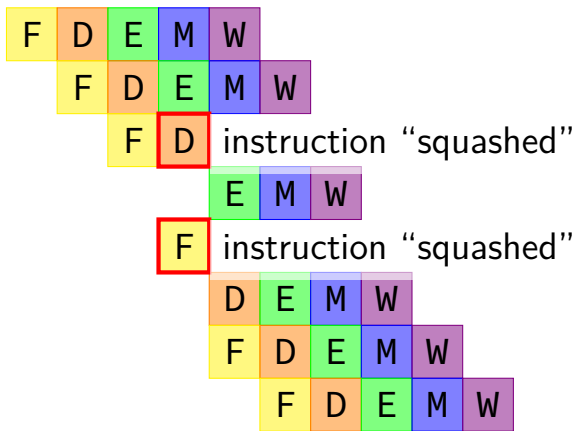 F D E M W
F D E M W
F D instruction “squashed”
E M W
F instruction “squashed”
D E M W
F D E M W
F D E M W